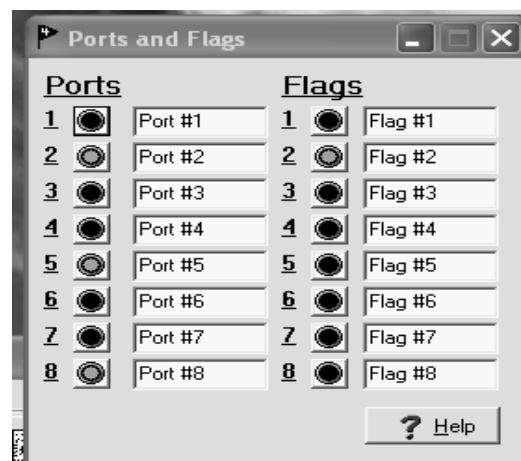 Ports and Flags
Ports Flags
1 Port #1 1 Flag #1
2 Port #2 2 Flag #2
3 Port #3 3 Flag #3
4 Port #4 4 Flag #4
5 Port #5 5 Flag #5
6 Port #6 6 Flag #6
7 Port #7 7 Flag #7
8 Port #8 8 Flag #8
? Help